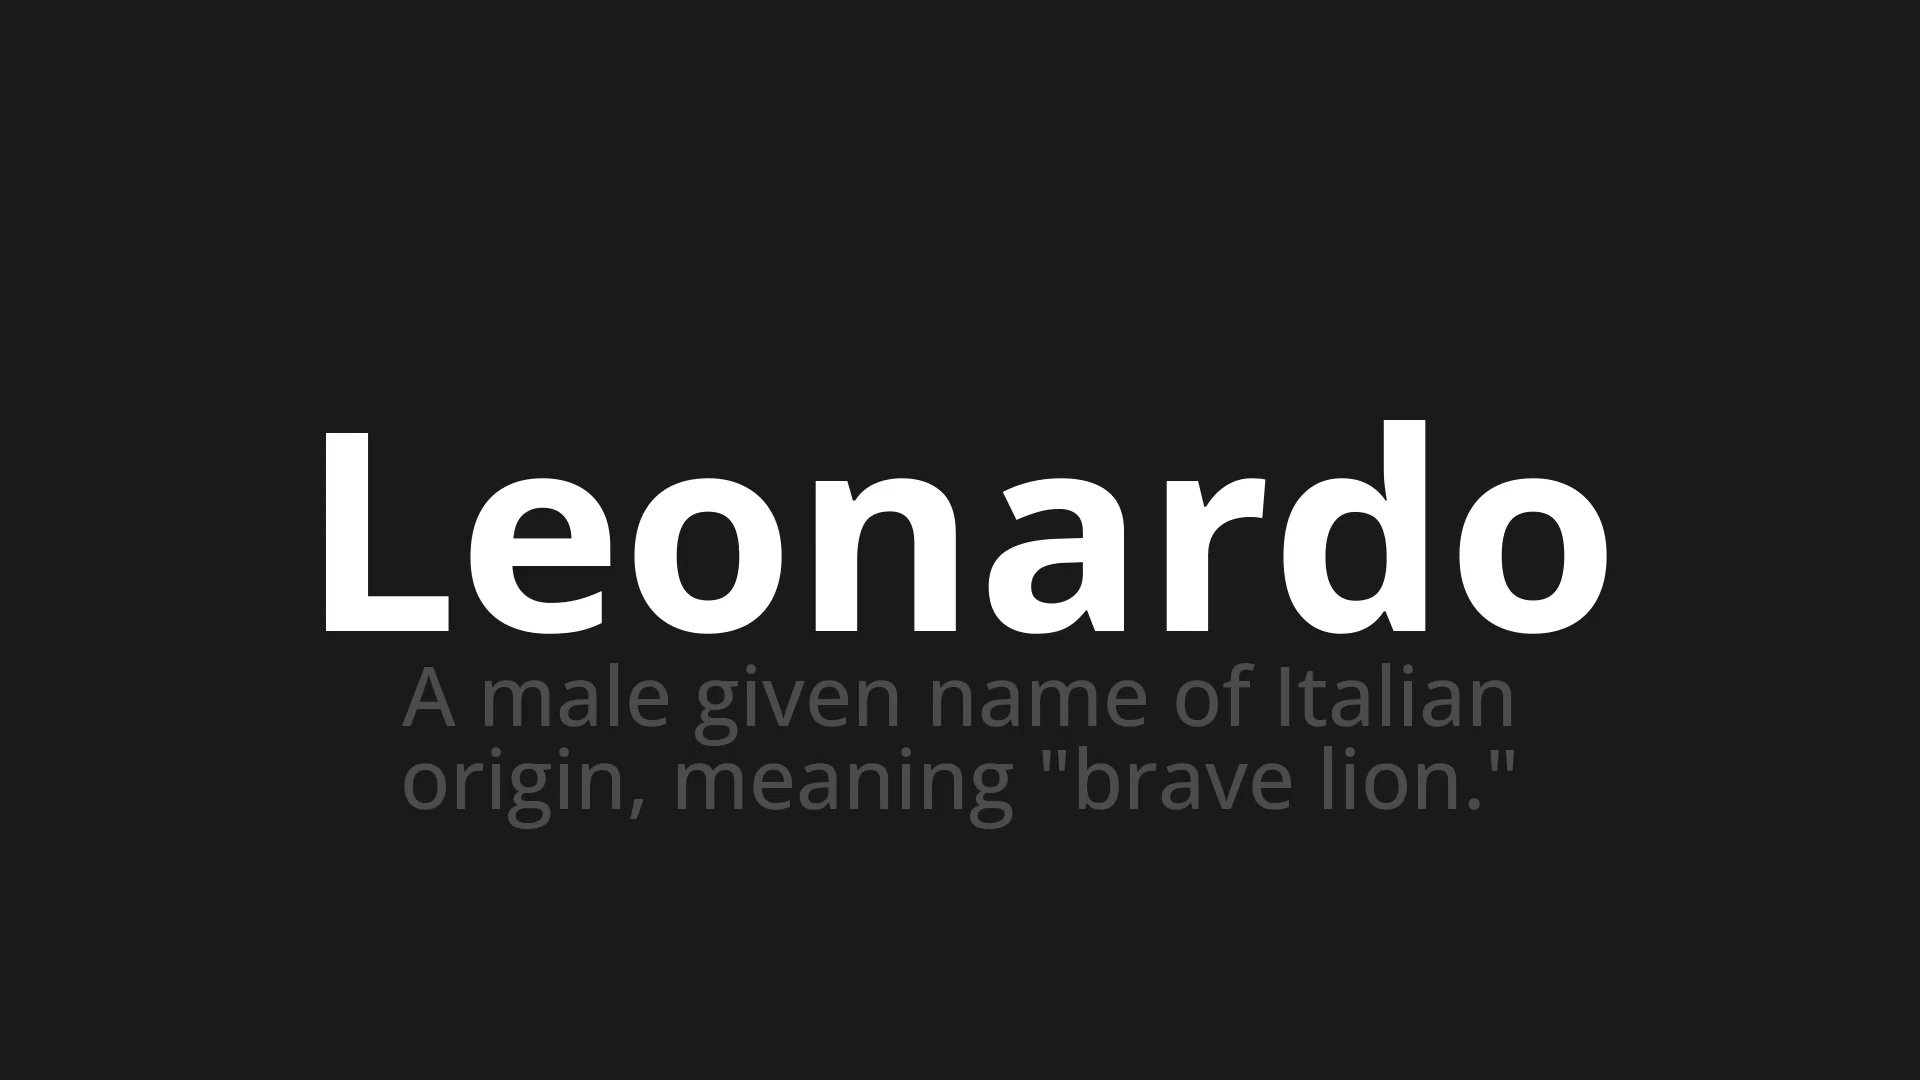 Leonardo
A male given name of Italian
origin, meaning "brave lion."